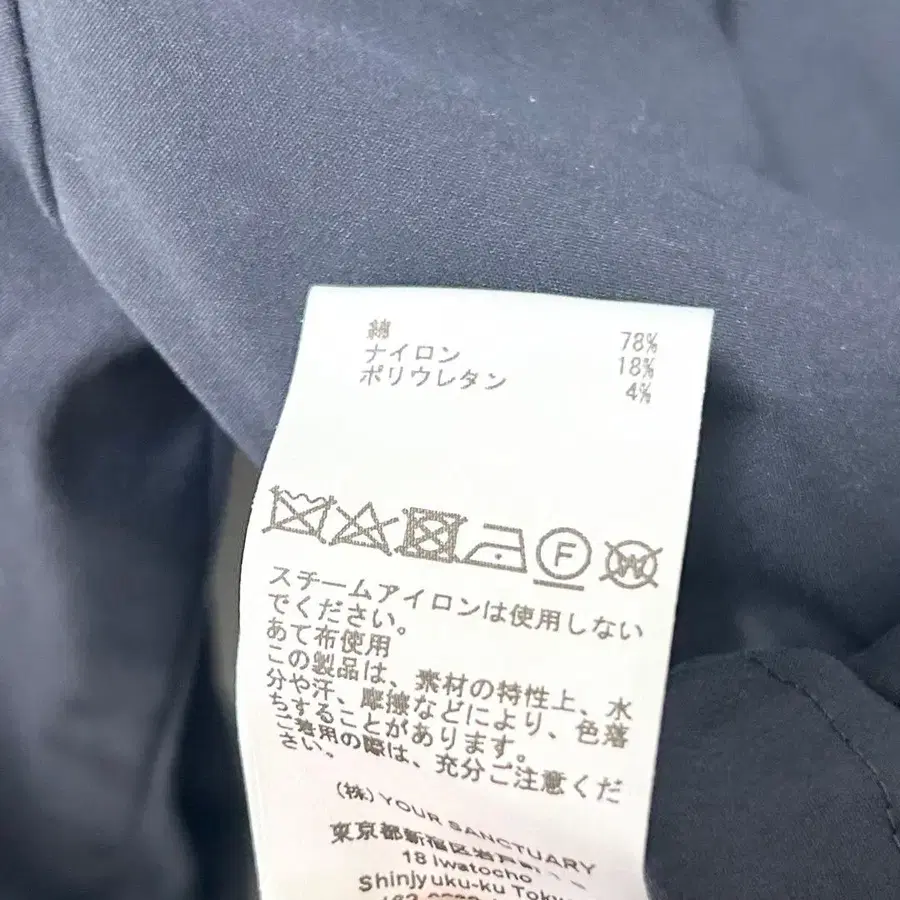 綿 78%
ナイロン 18%
ポリウレタン 4%
F W
スチームアイロンは使用しない
でください。
あて布使用
この製品は、素材の特性上、水
分や汗、摩擦などにより、色落
ちすることがあります。
ご着用の際は、充分ご注意くだ
さい。
(株) YOUR SANCTUARY
東京都新宿区岩戸町
18 Iwatocho
Shinjyuku-ku